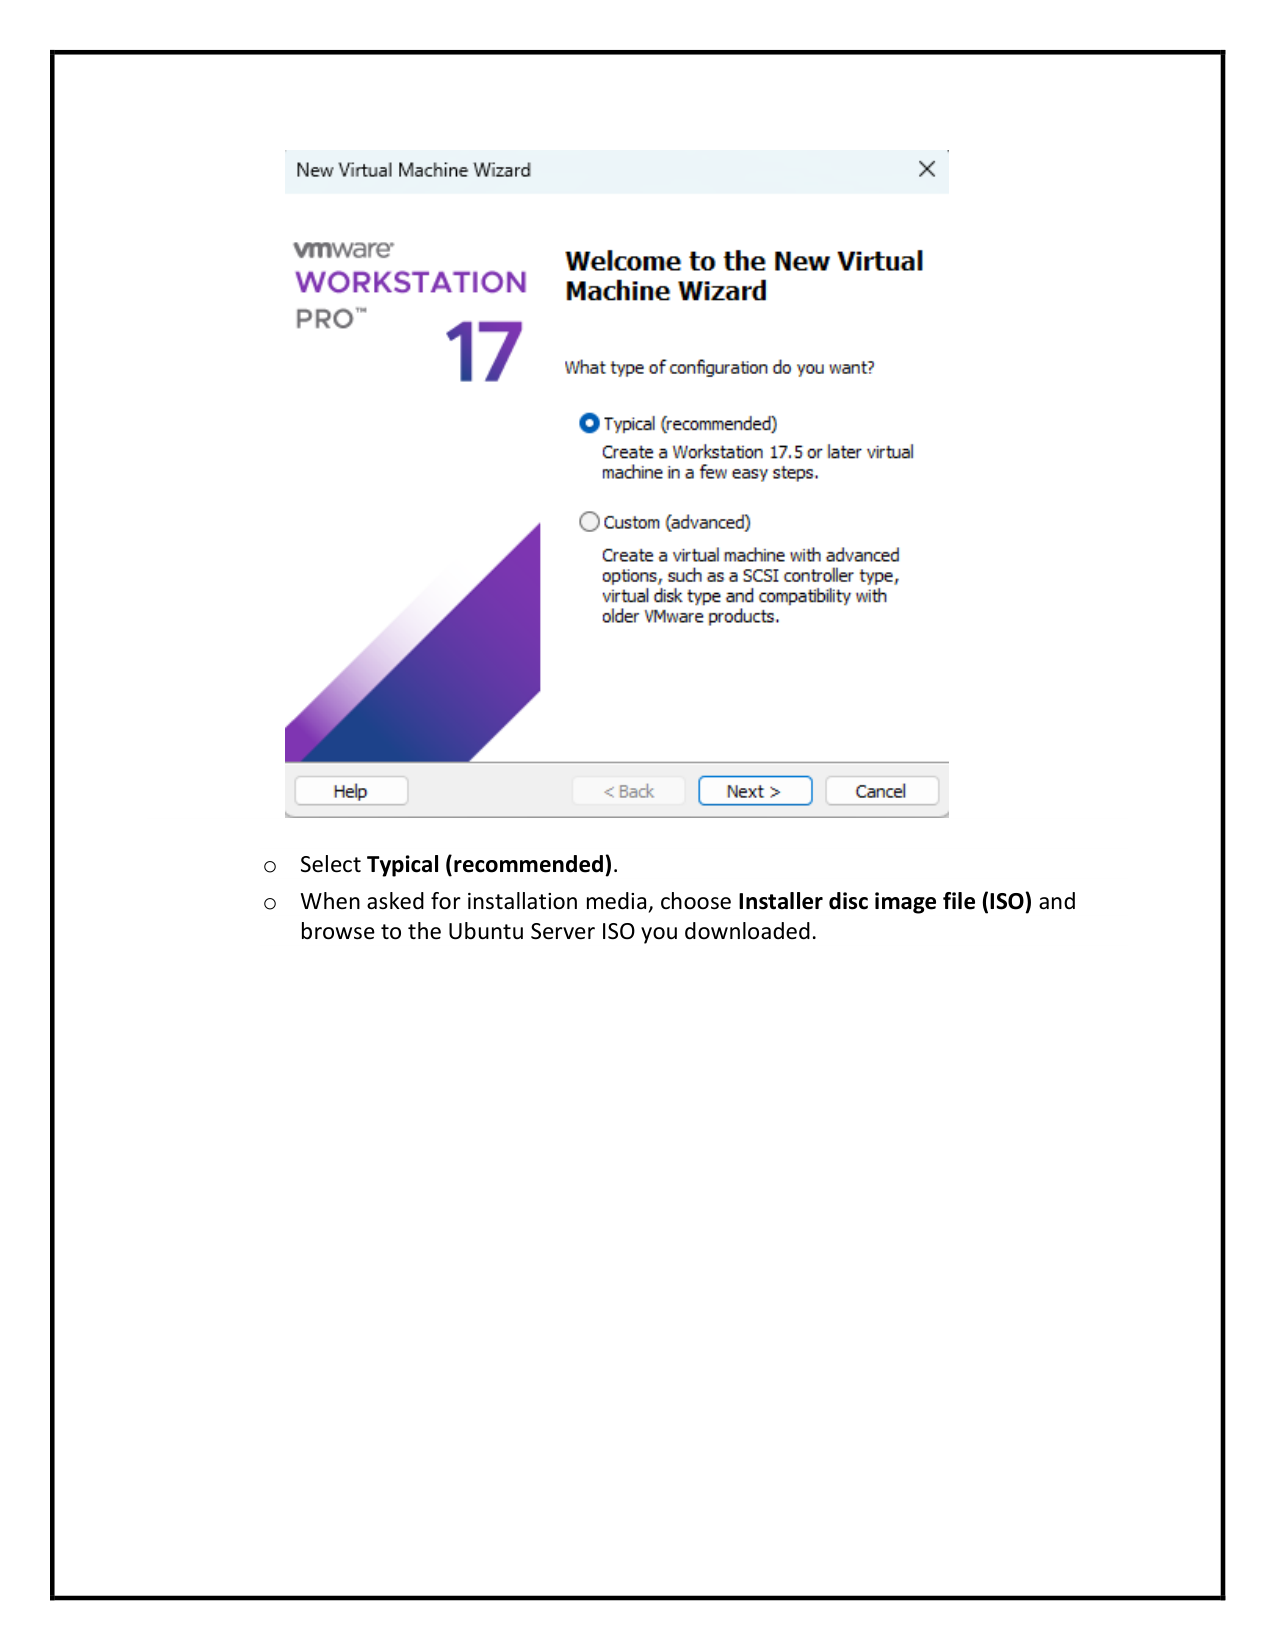 New Virtual Machine Wizard
vmware®
WORKSTATION
PRO™
17
Welcome to the New Virtual
Machine Wizard
What type of configuration do you want?
Typical (recommended)
Create a Workstation 17.5 or later virtual
machine in a few easy steps.
Custom (advanced)
Create a virtual machine with advanced
options, such as a SCSI controller type,
virtual disk type and compatibility with
older VMware products.
Help
< Back
Next >
Cancel
o Select Typical (recommended).
o When asked for installation media, choose Installer disc image file (ISO) and
browse to the Ubuntu Server ISO you downloaded.